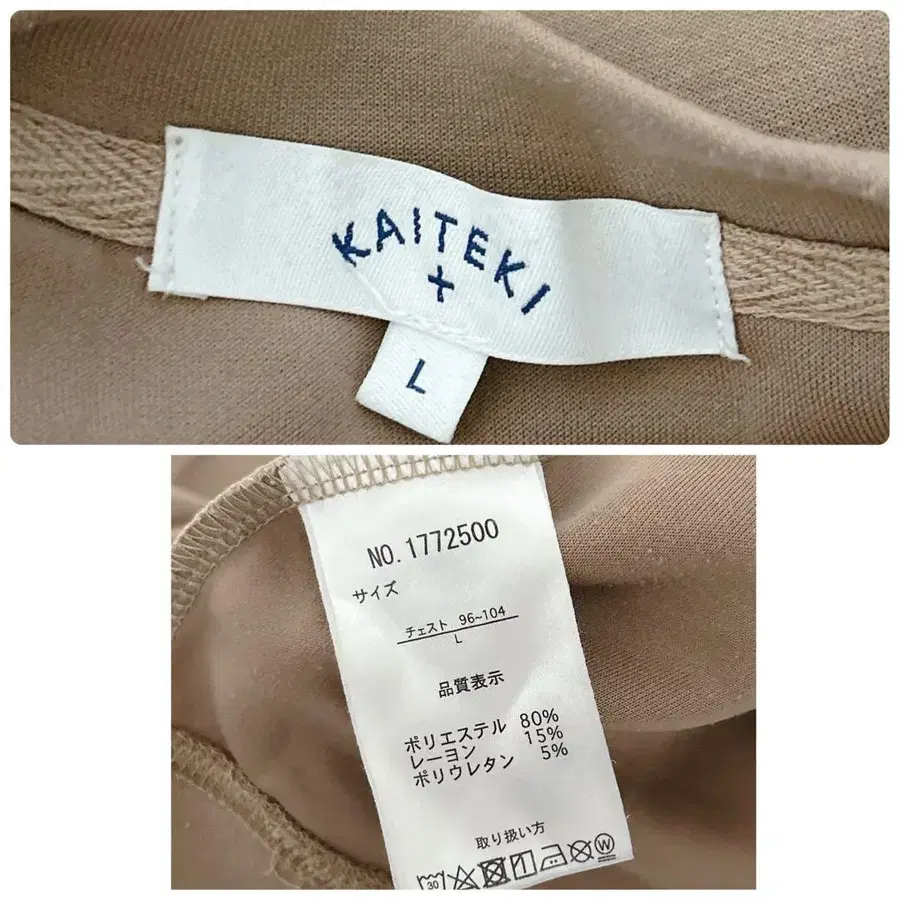 KAITEKI
+
L
NO. 1772500
サイズ
チェスト 96~104
L
品質表示
ポリエステル 80%
レーヨン 15%
ポリウレタン 5%
取り扱い方
30
W